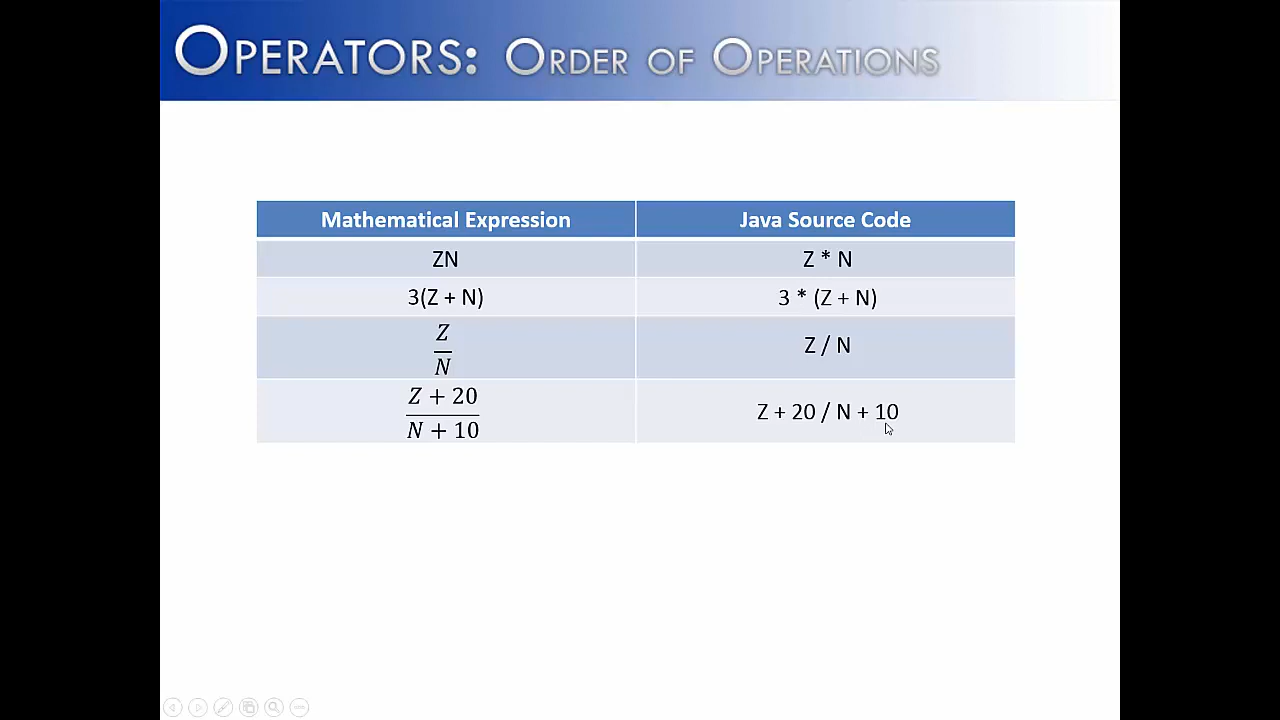 OPERATORS: ORDER OF OPERATIONS
Mathematical Expression Java Source Code
ZN Z * N
3(Z + N) 3 * (Z + N)
Z
N
Z / N
Z + 20
N + 10
Z + 20 / N + 10